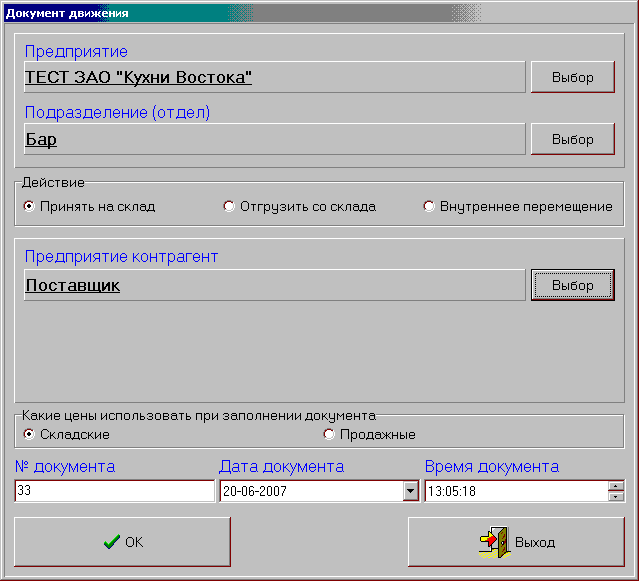 Документ движения
Предприятие
ТЕСТ ЗАО "Кухни Востока"
Выбор
Подразделение (отдел)
Бар
Выбор
Действие
Принять на склад
Отгрузить со склада
Внутреннее перемещение
Предприятие контрагент
Поставщик
Выбор
Какие цены использовать при заполнении документа
Складские
Продажные
№ документа
Дата документа
Время документа
33
20-06-2007
13:05:18
ОК
Выход